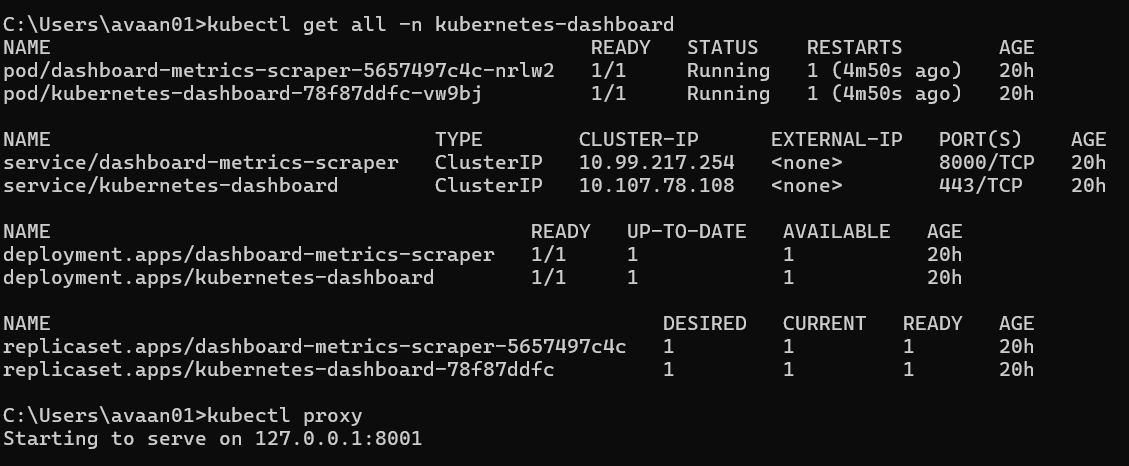 C:\Users\avaan01>kubectl get all -n kubernetes-dashboard
NAME                                             READY   STATUS    RESTARTS        AGE
pod/dashboard-metrics-scraper-5657497c4c-nrlw2   1/1     Running   1 (4m50s ago)   20h
pod/kubernetes-dashboard-78f87ddfc-vw9bj         1/1     Running   1 (4m50s ago)   20h

NAME                                TYPE        CLUSTER-IP      EXTERNAL-IP   PORT(S)    AGE
service/dashboard-metrics-scraper   ClusterIP   10.99.217.254   <none>        8000/TCP   20h
service/kubernetes-dashboard        ClusterIP   10.107.78.108   <none>        443/TCP    20h

NAME                                        READY   UP-TO-DATE   AVAILABLE   AGE
deployment.apps/dashboard-metrics-scraper   1/1     1            1           20h
deployment.apps/kubernetes-dashboard        1/1     1            1           20h

NAME                                                   DESIRED   CURRENT   READY   AGE
replicaset.apps/dashboard-metrics-scraper-5657497c4c   1         1         1       20h
replicaset.apps/kubernetes-dashboard-78f87ddfc         1         1         1       20h

C:\Users\avaan01>kubectl proxy
Starting to serve on 127.0.0.1:8001